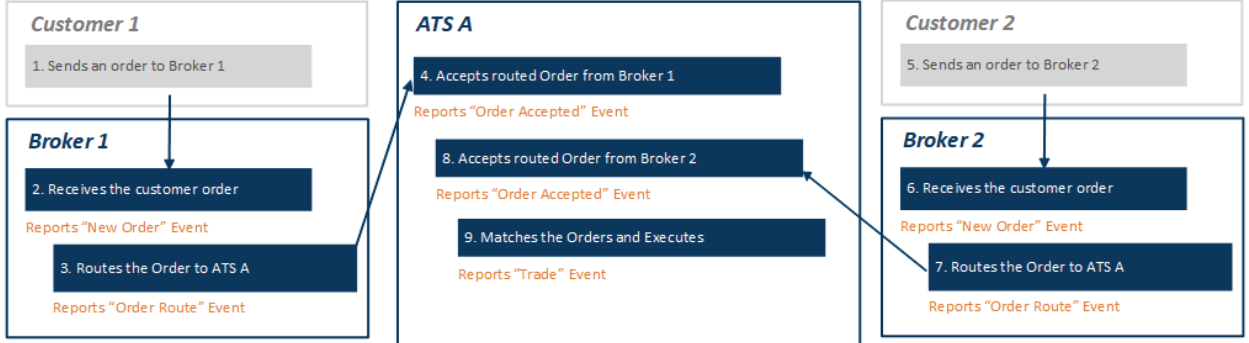 Customer 1
1. Sends an order to Broker 1
Broker 1
2. Receives the customer order
Reports “New Order” Event
3. Routes the Order to ATS A
Reports “Order Route” Event
ATS A
4. Accepts routed Order from Broker 1
Reports “Order Accepted” Event
8. Accepts routed Order from Broker 2
Reports “Order Accepted” Event
9. Matches the Orders and Executes
Reports “Trade” Event
Customer 2
5. Sends an order to Broker 2
Broker 2
6. Receives the customer order
Reports “New Order” Event
7. Routes the Order to ATS A
Reports “Order Route” Event